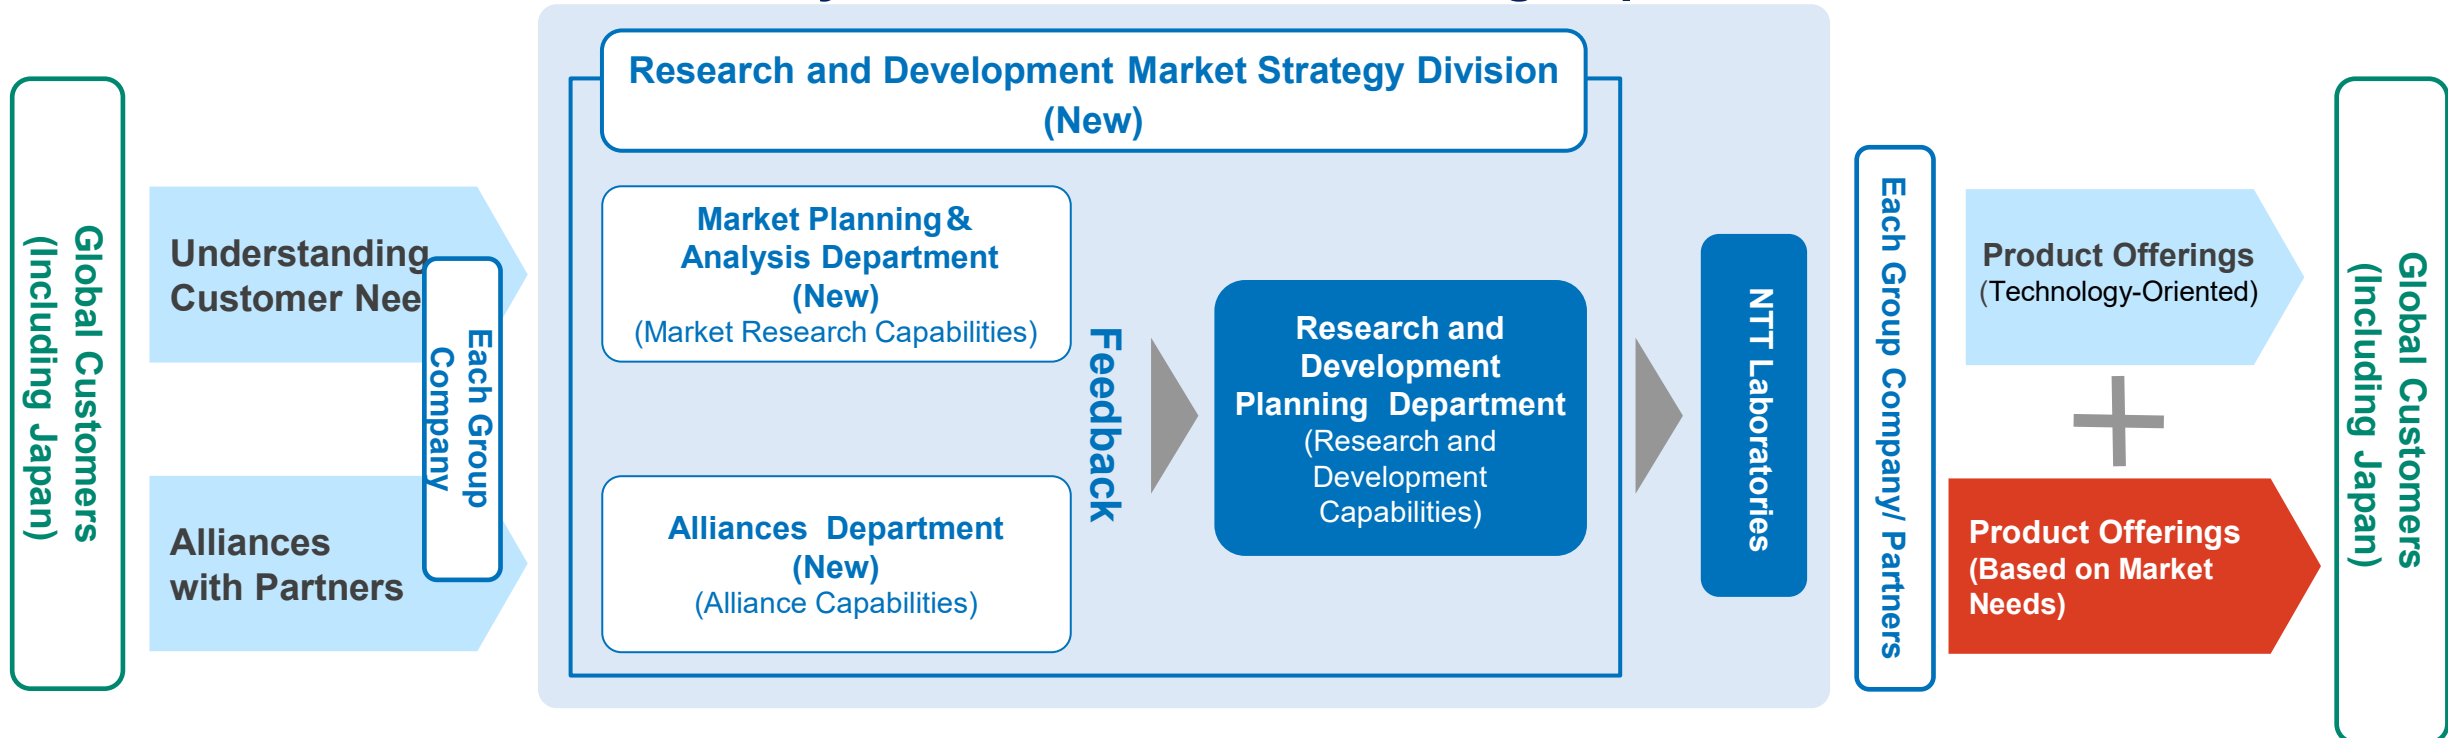 Research and Development Market Strategy Division
(New)
Global Customers
(Including Japan)
Understanding
Customer Nee
Each Group
Company
Alliances
with Partners
Market Planning&
Analysis Department
(New)
(Market Research Capabilities)
Alliances Department
(New)
(Alliance Capabilities)
Feedback
Research and
Development
Planning Department
(Research and
Development
Capabilities)
NTT Laboratories
Each Group Company/ Partners
Product Offerings
(Technology-Oriented)
Product Offerings
(Based on Market
Needs)
Global Customers
(Including Japan)